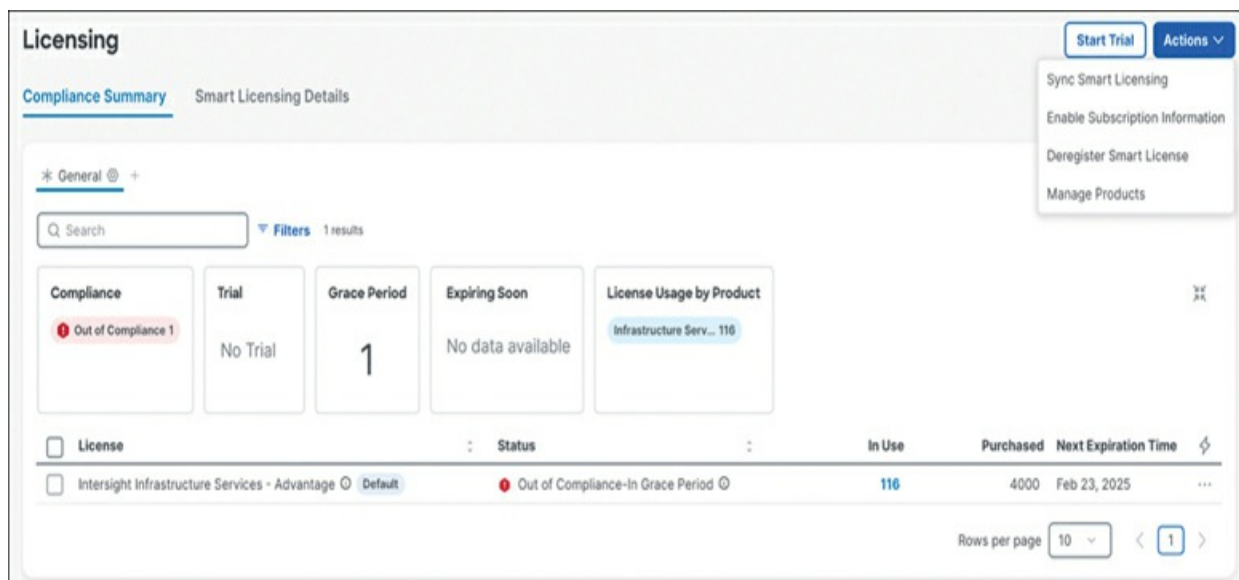 Licensing
Start Trial
Actions
Sync Smart Licensing
Enable Subscription Information
Deregister Smart License
Manage Products
Compliance Summary Smart Licensing Details
General
Search
Filters 1 results
Compliance
Out of Compliance 1
Trial
No Trial
Grace Period
1
Expiring Soon
No data available
License Usage by Product
Infrastructure Serv... 116
License Status In Use Purchased Next Expiration Time
Intersight Infrastructure Services - Advantage Default Out of Compliance-In Grace Period 116 4000 Feb 23, 2025
Rows per page 10 1